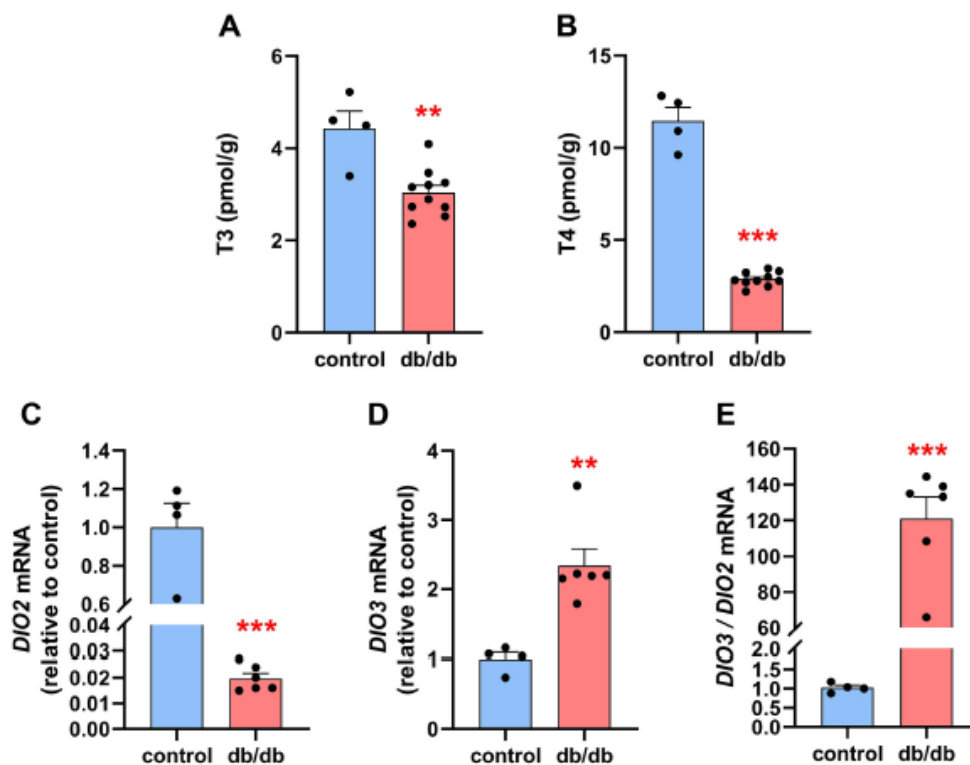 A
B
T3 (pmol/g)
6
4
2
0
**
control db/db
T4 (pmol/g)
15
10
5
0
***
control db/db
C
D
E
DIO2 mRNA
(relative to control)
1.4
1.2
1.0
0.8
0.6
0.04
0.03
0.02
0.01
0.00
***
control db/db
DIO3 mRNA
(relative to control)
4
3
2
1
0
**
control db/db
DIO3 / DIO2 mRNA
160
140
120
100
80
60
2.0
1.5
1.0
0.5
0.0
***
control db/db